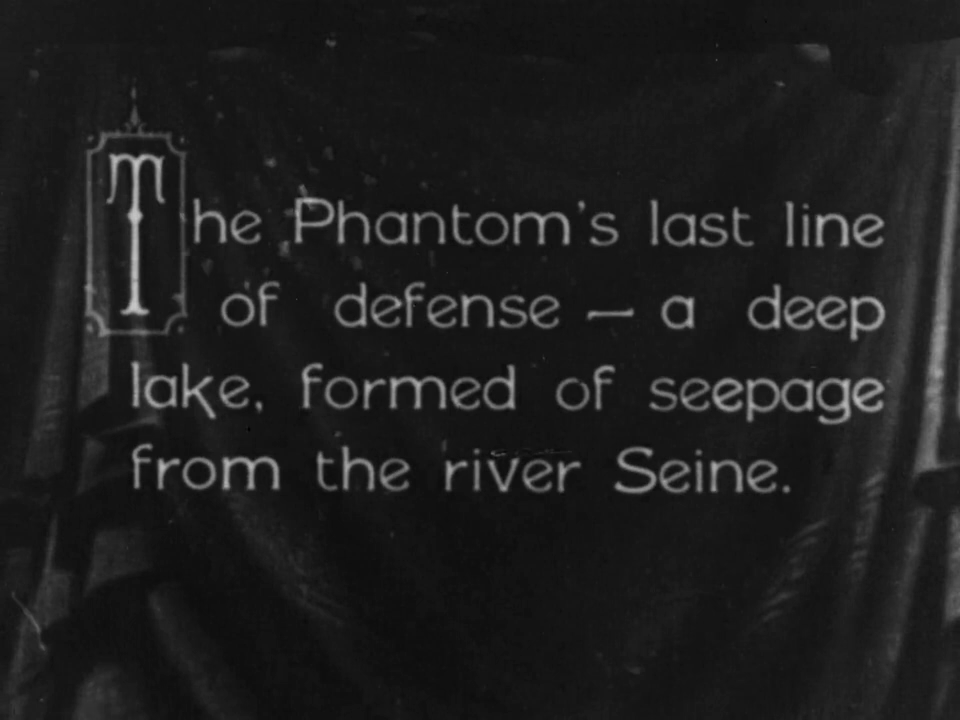 The Phantom's last line
of defense — a deep
lake, formed of seepage
from the river Seine.